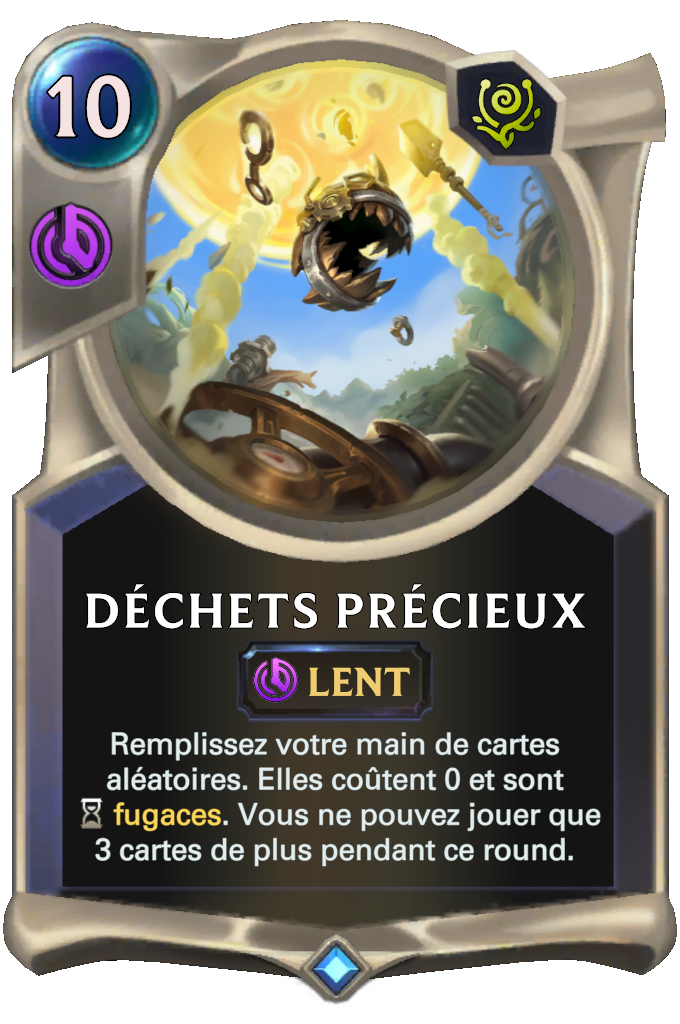 10
DÉCHETS PRÉCIEUX
LENT
Remplissez votre main de cartes
aléatoires. Elles coûtent 0 et sont
fugaces. Vous ne pouvez jouer que
3 cartes de plus pendant ce round.